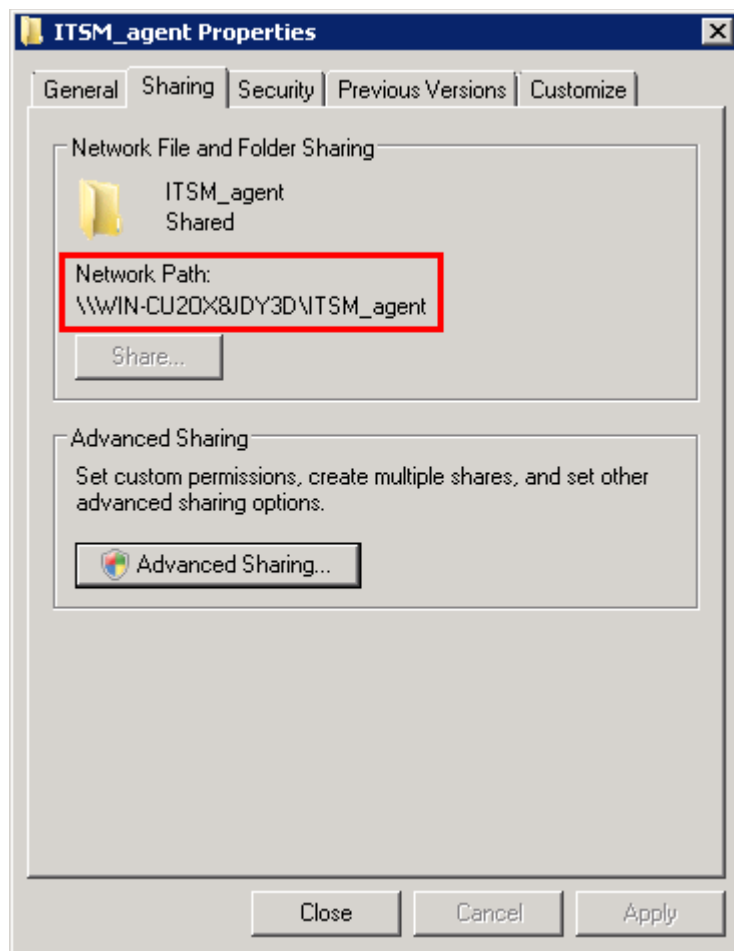 ITSM_agent Properties
General Sharing Security Previous Versions Customize
Network File and Folder Sharing
ITSM_agent
Shared
Network Path:
\\WIN-CU20X8JDY3D\ITSM_agent
Share...
Advanced Sharing
Set custom permissions, create multiple shares, and set other
advanced sharing options.
Advanced Sharing...
Close Cancel Apply